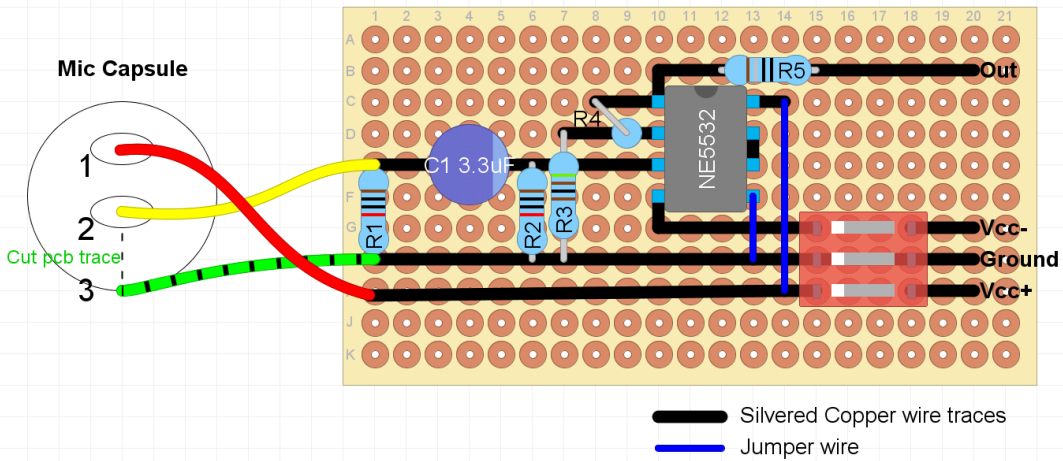 1 2 3 4 5 6 7 8 9 10 11 12 13 14 15 16 17 18 19 20 21
A
B
C
D
F
G
J
K
Mic Capsule
1
2
Cut pcb trace
3
C1 3.3uF
R1
R2
R3
R4
R5
NE5532
Out
Vcc-
Ground
Vcc+
Silvered Copper wire traces
Jumper wire